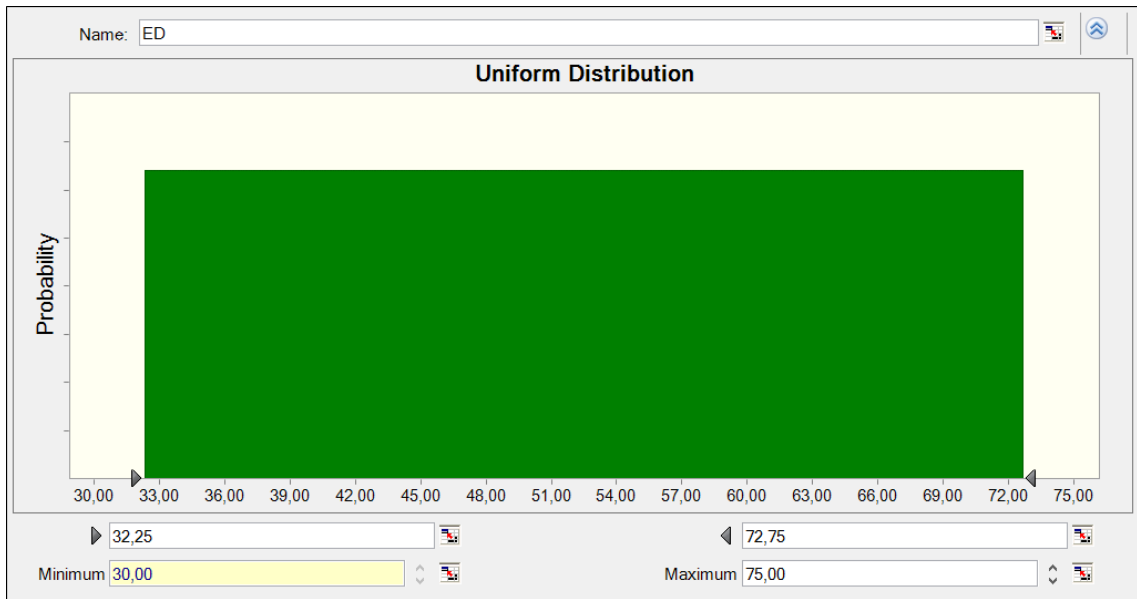 Name: ED
Uniform Distribution
Probability
30,00 33,00 36,00 39,00 42,00 45,00 48,00 51,00 54,00 57,00 60,00 63,00 66,00 69,00 72,00 75,00
32,25 72,75
Minimum 30,00 Maximum 75,00